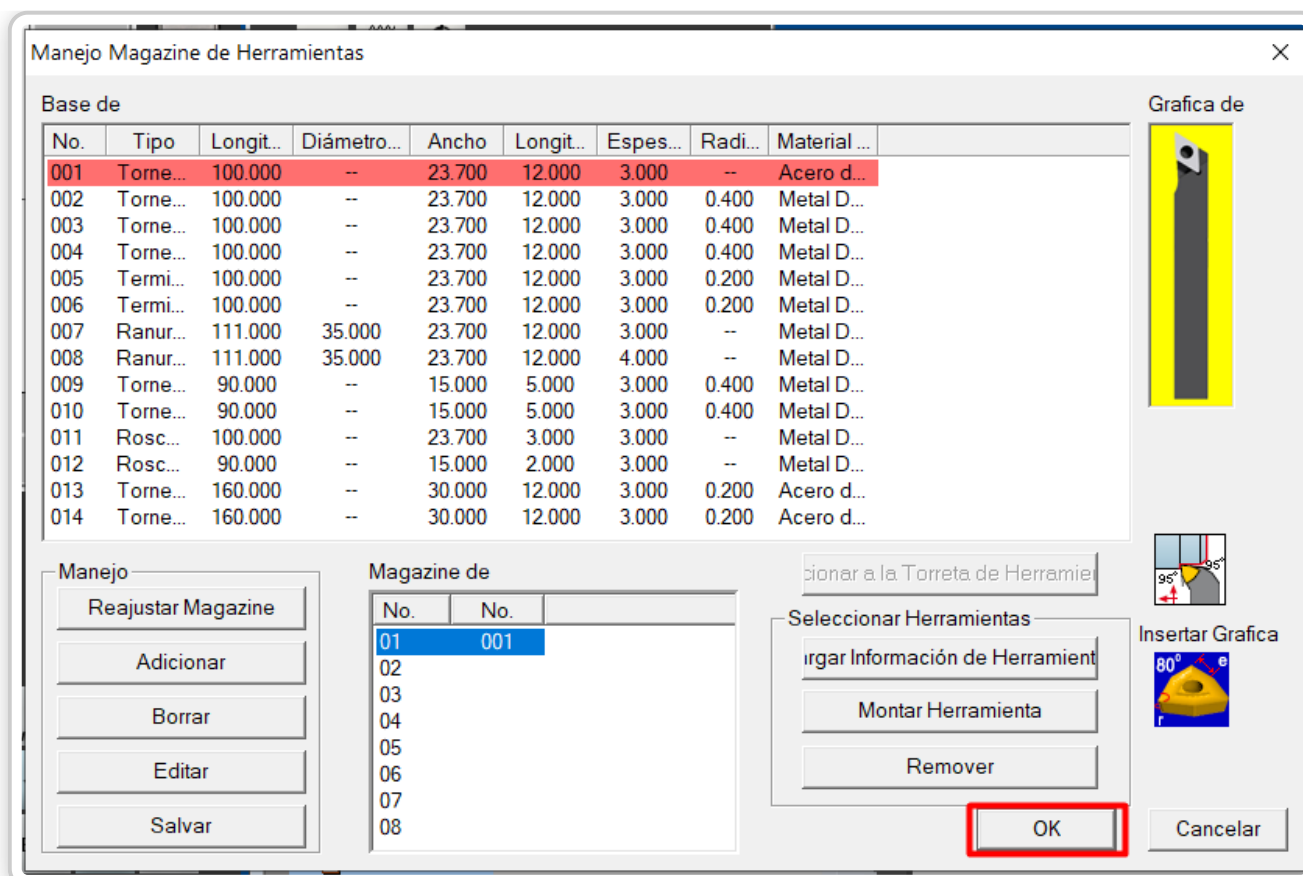 Manejo Magazine de Herramientas
Base de
Grafica de
No. Tipo Longit... Diámetro... Ancho Longit... Espes... Radi... Material ...
001 Torne... 100.000 -- 23.700 12.000 3.000 -- Acero d...
002 Torne... 100.000 -- 23.700 12.000 3.000 0.400 Metal D...
003 Torne... 100.000 -- 23.700 12.000 3.000 0.400 Metal D...
004 Torne... 100.000 -- 23.700 12.000 3.000 0.400 Metal D...
005 Termi... 100.000 -- 23.700 12.000 3.000 0.200 Metal D...
006 Termi... 100.000 -- 23.700 12.000 3.000 0.200 Metal D...
007 Ranur... 111.000 35.000 23.700 12.000 3.000 -- Metal D...
008 Ranur... 111.000 35.000 23.700 12.000 4.000 -- Metal D...
009 Torne... 90.000 -- 15.000 5.000 3.000 0.400 Metal D...
010 Torne... 90.000 -- 15.000 5.000 3.000 0.400 Metal D...
011 Rosc... 100.000 -- 23.700 3.000 3.000 -- Metal D...
012 Rosc... 90.000 -- 15.000 2.000 3.000 -- Metal D...
013 Torne... 160.000 -- 30.000 12.000 3.000 0.200 Acero d...
014 Torne... 160.000 -- 30.000 12.000 3.000 0.200 Acero d...
Manejo
Reajustar Magazine
Adicionar
Borrar
Editar
Salvar
Magazine de
No. No.
01 001
02
03
04
05
06
07
08
cionar a la Torreta de Herramie
Seleccionar Herramientas
rgar Información de Herramient
Montar Herramienta
Remover
OK
Cancelar
95° 95°
Insertar Grafica
80° e
r